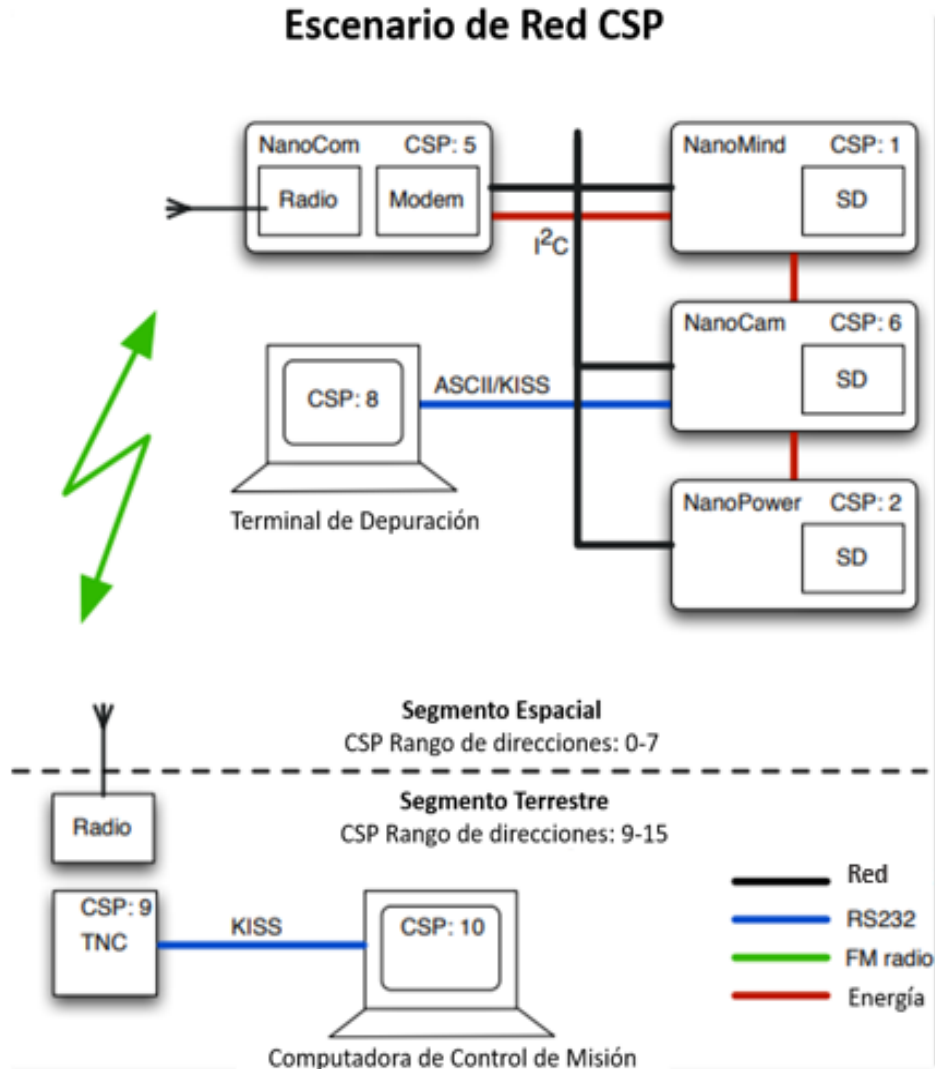 Escenario de Red CSP
NanoCom CSP: 5
Radio Modem
NanoMind CSP: 1
SD
I²C
NanoCam CSP: 6
SD
CSP: 8
ASCII/KISS
Terminal de Depuración
NanoPower CSP: 2
SD
Segmento Espacial
CSP Rango de direcciones: 0-7
Segmento Terrestre
CSP Rango de direcciones: 9-15
Radio
CSP: 9
TNC
KISS
CSP: 10
Computadora de Control de Misión
Red
RS232
FM radio
Energía